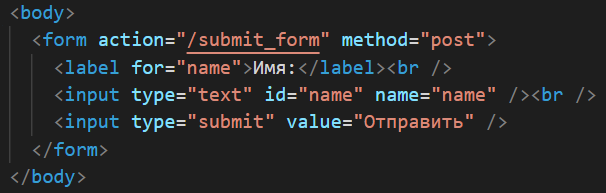 <body>
<form action="/submit_form" method="post">
<label for="name">Имя:</label><br />
<input type="text" id="name" name="name" /><br />
<input type="submit" value="Отправить" />
</form>
</body>